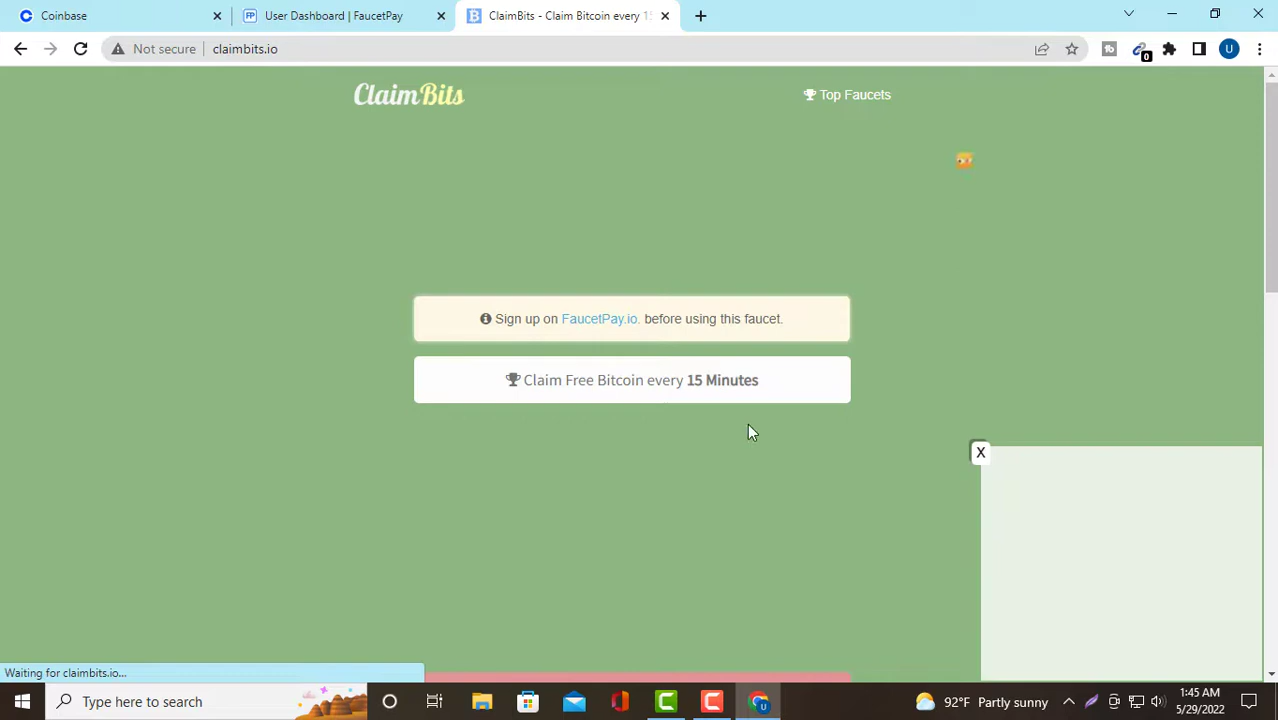 Coinbase
User Dashboard | FaucetPay
ClaimBits - Claim Bitcoin every 15
Not secure
claimbits.io
0
U
ClaimBits
Top Faucets
Sign up on FaucetPay.io. before using this faucet.
Claim Free Bitcoin every 15 Minutes
X
Waiting for claimbits.io...
Type here to search
92°F Partly sunny
1:45 AM
5/29/2022